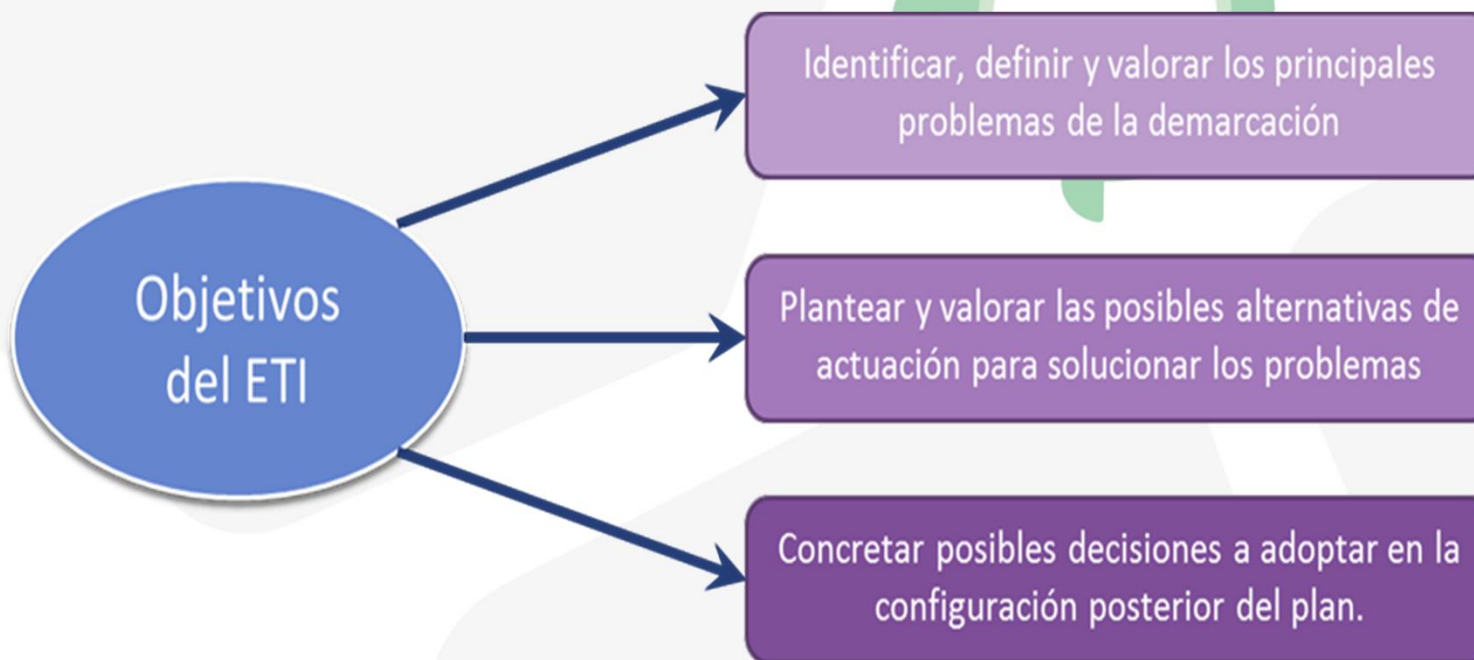 Identificar, definir y valorar los principales
problemas de la demarcación
Objetivos
del ETI
Plantear y valorar las posibles alternativas de
actuación para solucionar los problemas
Concretar posibles decisiones a adoptar en la
configuración posterior del plan.